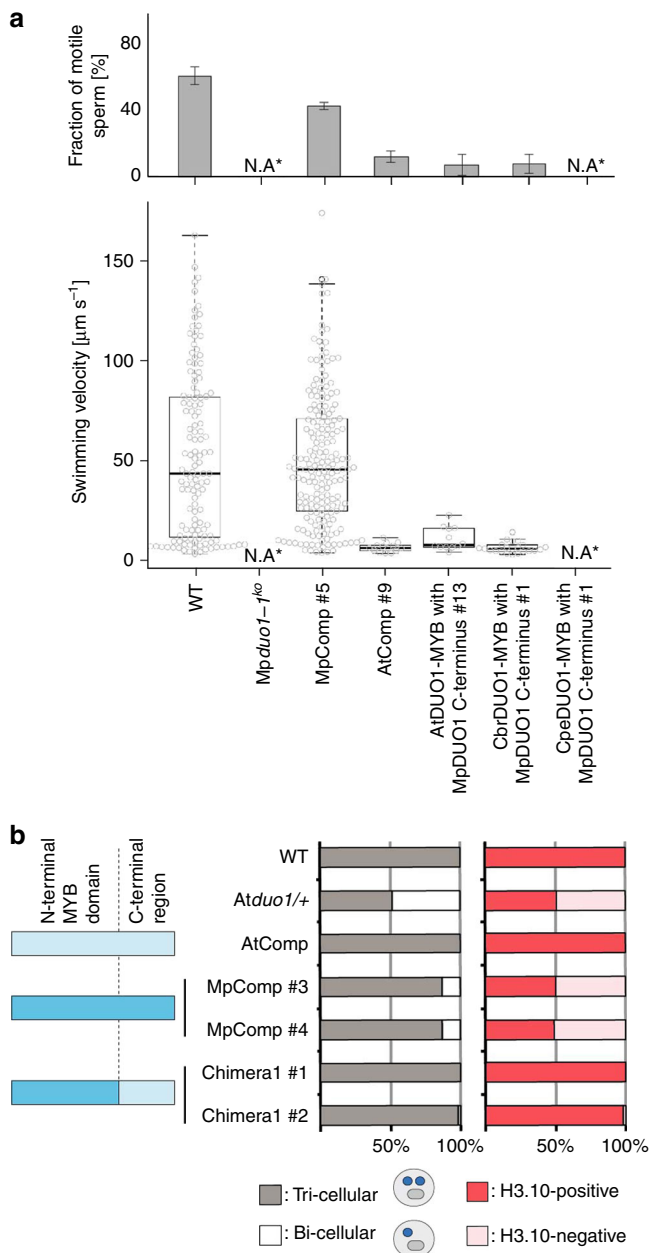 a
Fraction of motile
sperm [%]
80
40
0
N.A*
N.A*
Swimming velocity [µm s⁻¹]
150
100
50
0
N.A*
N.A*
WT
Mpduo1–1ᵏᵒ
MpComp #5
AtComp #9
AtDUO1-MYB with
MpDUO1 C-terminus #13
CbrDUO1-MYB with
MpDUO1 C-terminus #1
CpeDUO1-MYB with
MpDUO1 C-terminus #1
b
N-terminal
MYB
domain
C-terminal
region
WT
Atduo1/+
AtComp
MpComp #3
MpComp #4
Chimera1 #1
Chimera1 #2
50% 100%
50% 100%
: Tri-cellular
: H3.10-positive
: Bi-cellular
: H3.10-negative